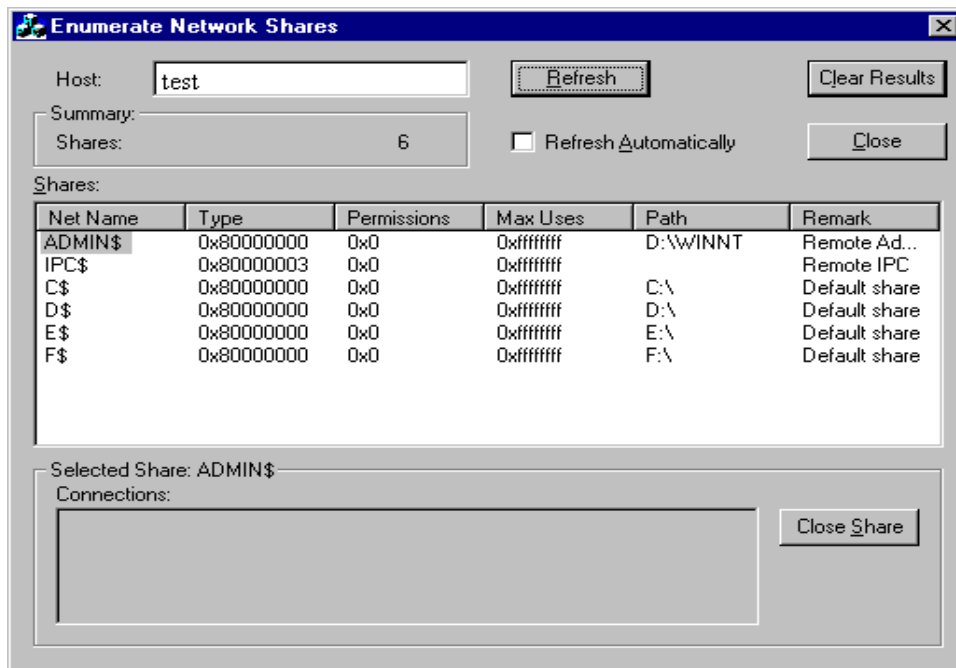 Enumerate Network Shares
Host: test Refresh Clear Results
Summary:
Shares: 6 Refresh Automatically Close
Shares:
Net Name Type Permissions Max Uses Path Remark
ADMIN$ 0x80000000 0x0 0xffffffff D:\WINNT Remote Ad...
IPC$ 0x80000003 0x0 0xffffffff Remote IPC
C$ 0x80000000 0x0 0xffffffff C:\ Default share
D$ 0x80000000 0x0 0xffffffff D:\ Default share
E$ 0x80000000 0x0 0xffffffff E:\ Default share
F$ 0x80000000 0x0 0xffffffff F:\ Default share
Selected Share: ADMIN$
Connections:
Close Share